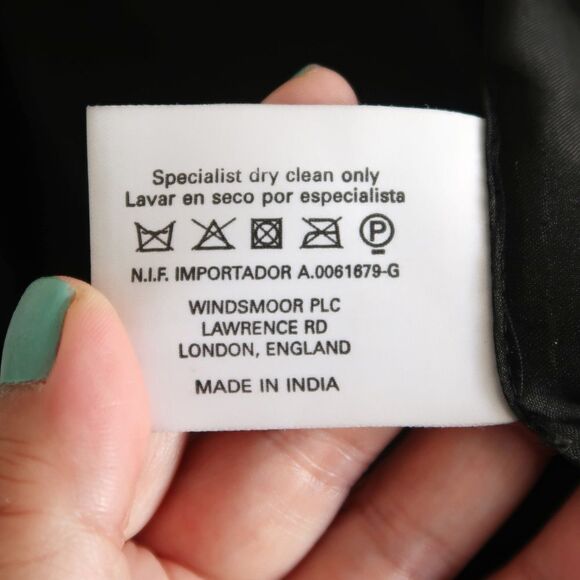 Specialist dry clean only
Lavar en seco por especialista
P
N.I.F. IMPORTADOR A.0061679-G
WINDSMOOR PLC
LAWRENCE RD
LONDON, ENGLAND
MADE IN INDIA